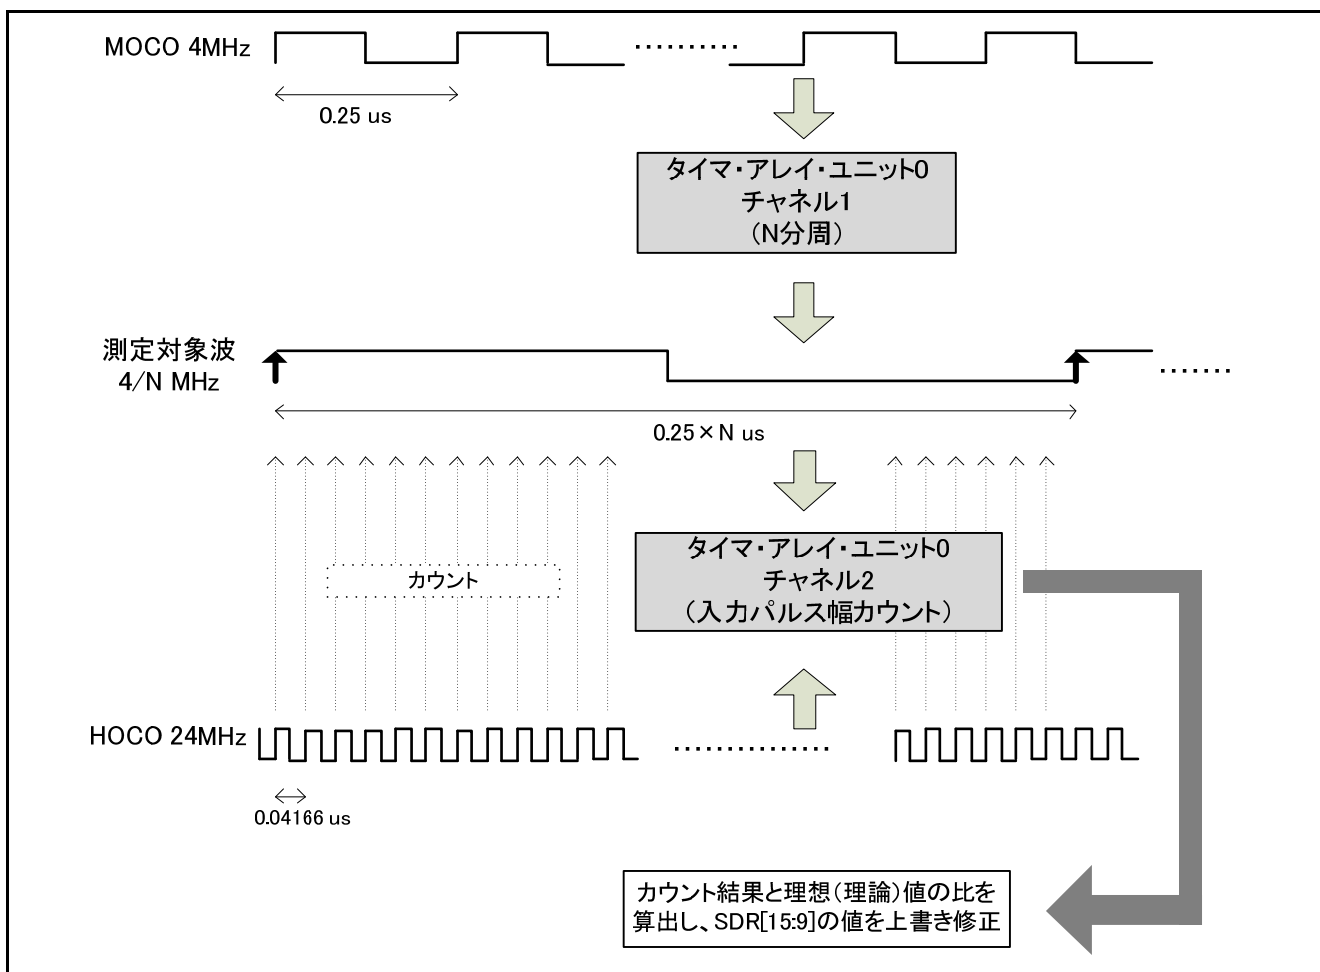 MOCO 4MHz
0.25 us
タイマ・アレイ・ユニット0
チャネル1
(N分周)
測定対象波
4/N MHz
0.25×N us
タイマ・アレイ・ユニット0
チャネル2
(入力パルス幅カウント)
カウント
HOCO 24MHz
0.04166 us
カウント結果と理想(理論)値の比を
算出し、SDR[15:9]の値を上書き修正